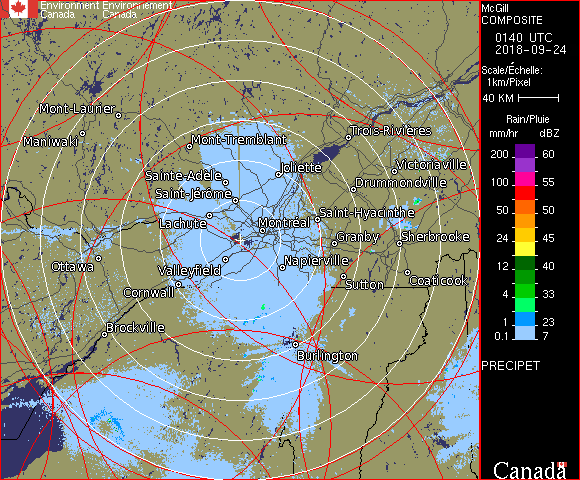 Environment Environnement
Canada Canada
McGill
COMPOSITE
0140 UTC
2018-09-24
Scale/Échelle:
1km/Pixel
40 KM
Rain/Pluie
mm/hr dBZ
200 60
100 55
50 50
24 45
12 40
4 33
1 23
0.1 7
PRECIPET
Canada
Mont-Laurier
Maniwaki
Mont-Tremblant
Trois-Rivières
Joliette
Victoriaville
Sainte-Adèle
Drummondville
Saint-Jérôme
Saint-Hyacinthe
Lachute
Montréal
Granby
Sherbrooke
Ottawa
Valleyfield
Napierville
Cornwall
Sutton
Coaticook
Brockville
Burlington